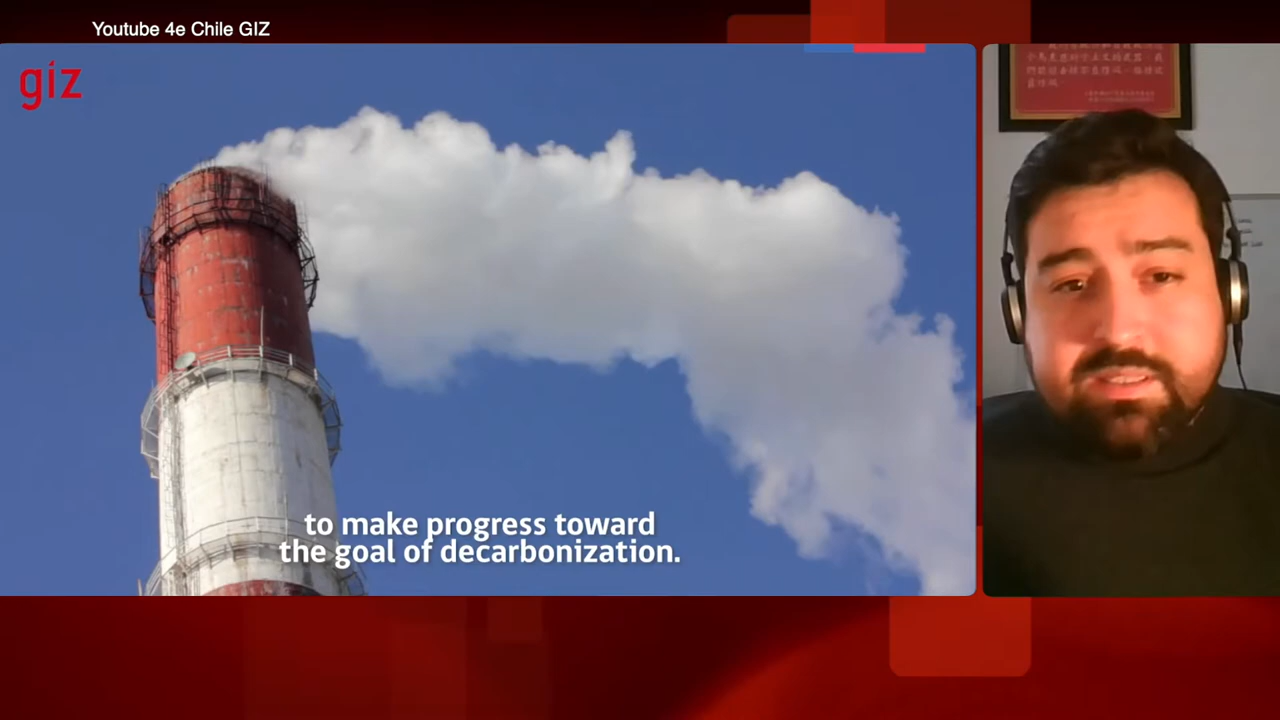 Youtube 4e Chile GIZ
giz
to make progress toward
the goal of decarbonization.